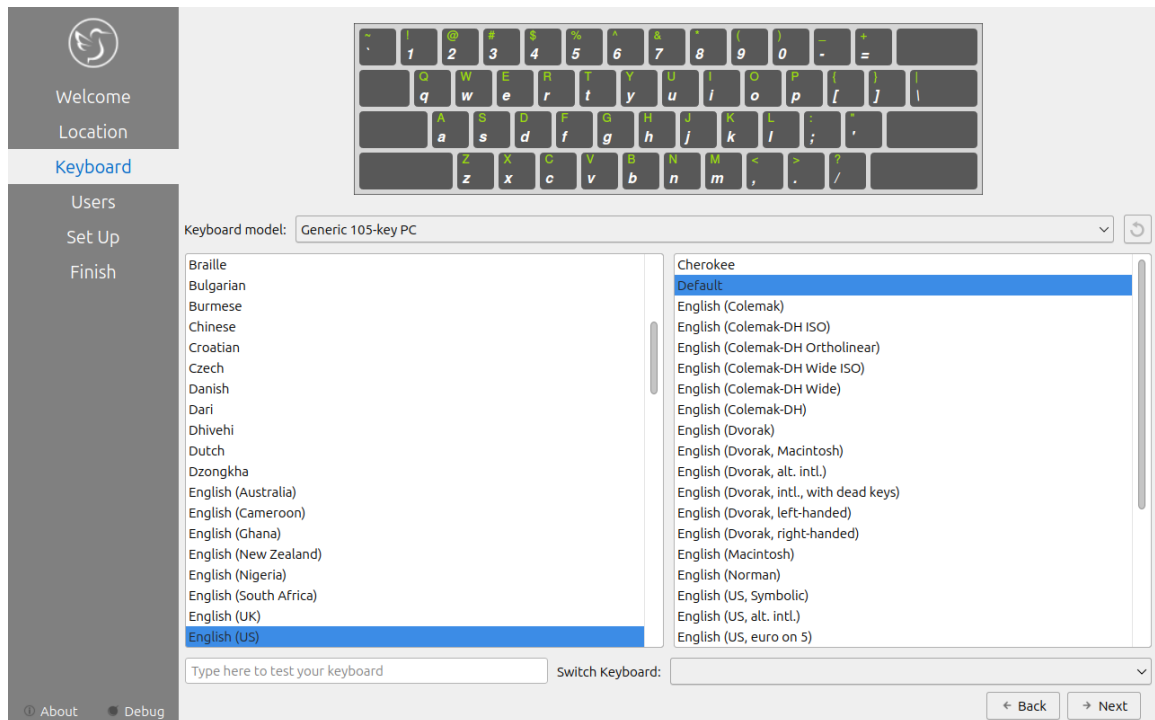 ~ ! @ # $ % ^ & * ( ) _ +
` 1 2 3 4 5 6 7 8 9 0 - =
Q W E R T Y U I O P { } |
q w e r t y u i o p [ ] \
A S D F G H J K L : "
a s d f g h j k l ; '
Z X C V B N M < > ?
z x c v b n m , . /
Welcome
Location
Keyboard
Users
Set Up
Finish
About
Debug
Keyboard model: Generic 105-key PC
Braille
Bulgarian
Burmese
Chinese
Croatian
Czech
Danish
Dari
Dhivehi
Dutch
Dzongkha
English (Australia)
English (Cameroon)
English (Ghana)
English (New Zealand)
English (Nigeria)
English (South Africa)
English (UK)
English (US)
Cherokee
Default
English (Colemak)
English (Colemak-DH ISO)
English (Colemak-DH Ortholinear)
English (Colemak-DH Wide ISO)
English (Colemak-DH Wide)
English (Colemak-DH)
English (Dvorak)
English (Dvorak, Macintosh)
English (Dvorak, alt. intl.)
English (Dvorak, intl., with dead keys)
English (Dvorak, left-handed)
English (Dvorak, right-handed)
English (Macintosh)
English (Norman)
English (US, Symbolic)
English (US, alt. intl.)
English (US, euro on 5)
Type here to test your keyboard
Switch Keyboard:
Back
Next